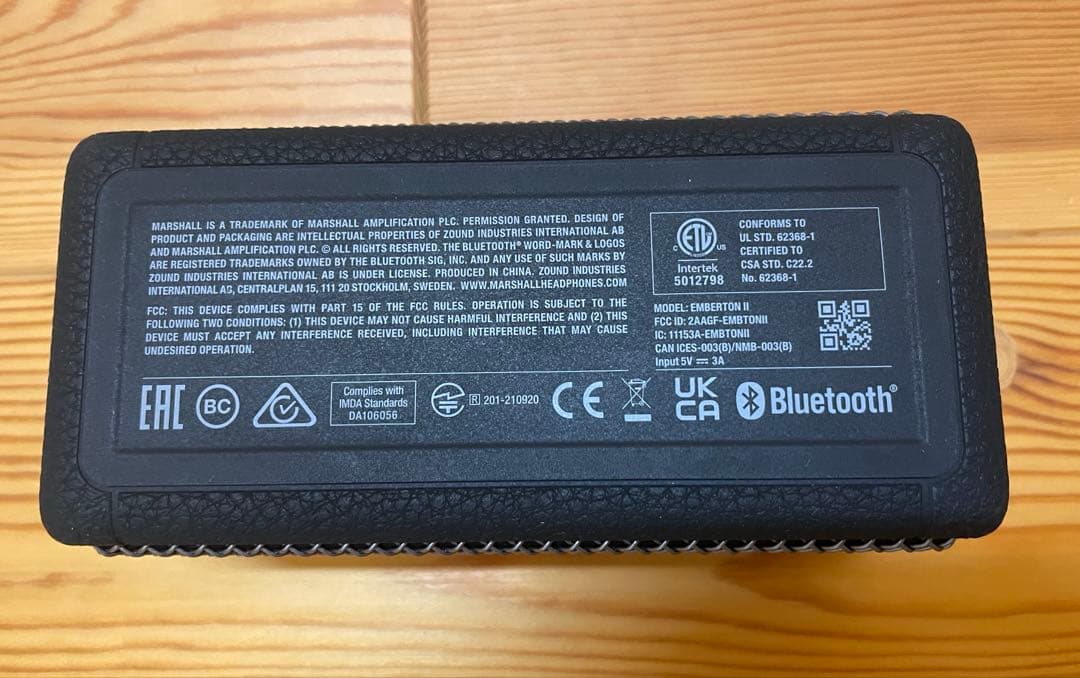 MARSHALL IS A TRADEMARK OF MARSHALL AMPLIFICATION PLC. PERMISSION GRANTED. DESIGN OF
PRODUCT AND PACKAGING ARE INTELLECTUAL PROPERTIES OF ZOUND INDUSTRIES INTERNATIONAL AB
AND MARSHALL AMPLIFICATION PLC. © ALL RIGHTS RESERVED. THE BLUETOOTH® WORD-MARK & LOGOS
ARE REGISTERED TRADEMARKS OWNED BY THE BLUETOOTH SIG, INC. AND ANY USE OF SUCH MARKS BY
ZOUND INDUSTRIES INTERNATIONAL AB IS UNDER LICENSE. PRODUCED IN CHINA. ZOUND INDUSTRIES
INTERNATIONAL AB, CENTRALPLAN 15, 111 20 STOCKHOLM, SWEDEN. WWW.MARSHALLHEADPHONES.COM
FCC: THIS DEVICE COMPLIES WITH PART 15 OF THE FCC RULES. OPERATION IS SUBJECT TO THE
FOLLOWING TWO CONDITIONS: (1) THIS DEVICE MAY NOT CAUSE HARMFUL INTERFERENCE AND (2) THIS
DEVICE MUST ACCEPT ANY INTERFERENCE RECEIVED, INCLUDING INTERFERENCE THAT MAY CAUSE
UNDESIRED OPERATION.
C ETL US
Intertek
5012798
CONFORMS TO
UL STD. 62368-1
CERTIFIED TO
CSA STD. C22.2
No. 62368-1
MODEL: EMBERTON II
FCC ID: 2AAGF-EMBTONII
IC: 11153A-EMBTONII
CAN ICES-003(B)/NMB-003(B)
Input 5V ⎓ 3A
EAC
BC
Complies with
IMDA Standards
DA106056
R 201-210920
CE
UK
CA
Bluetooth®